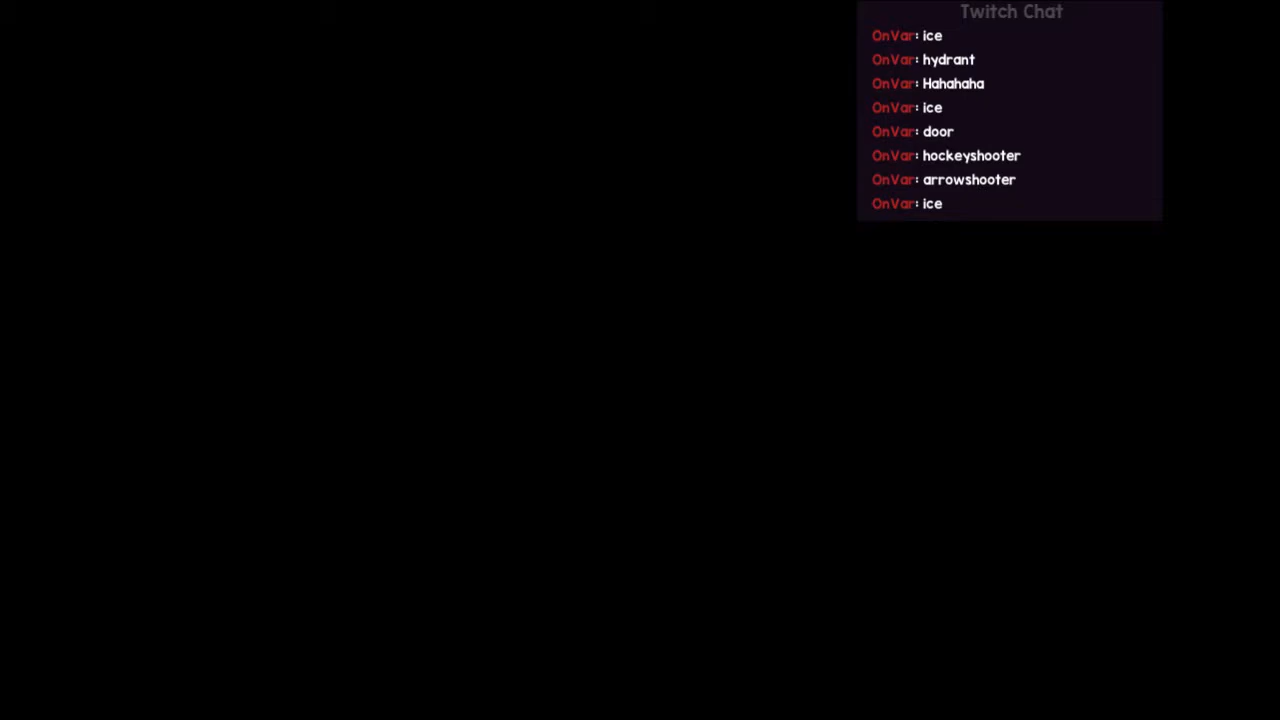 Twitch Chat
OnVar: ice
OnVar: hydrant
OnVar: Hahahaha
OnVar: ice
OnVar: door
OnVar: hockeyshooter
OnVar: arrowshooter
OnVar: ice